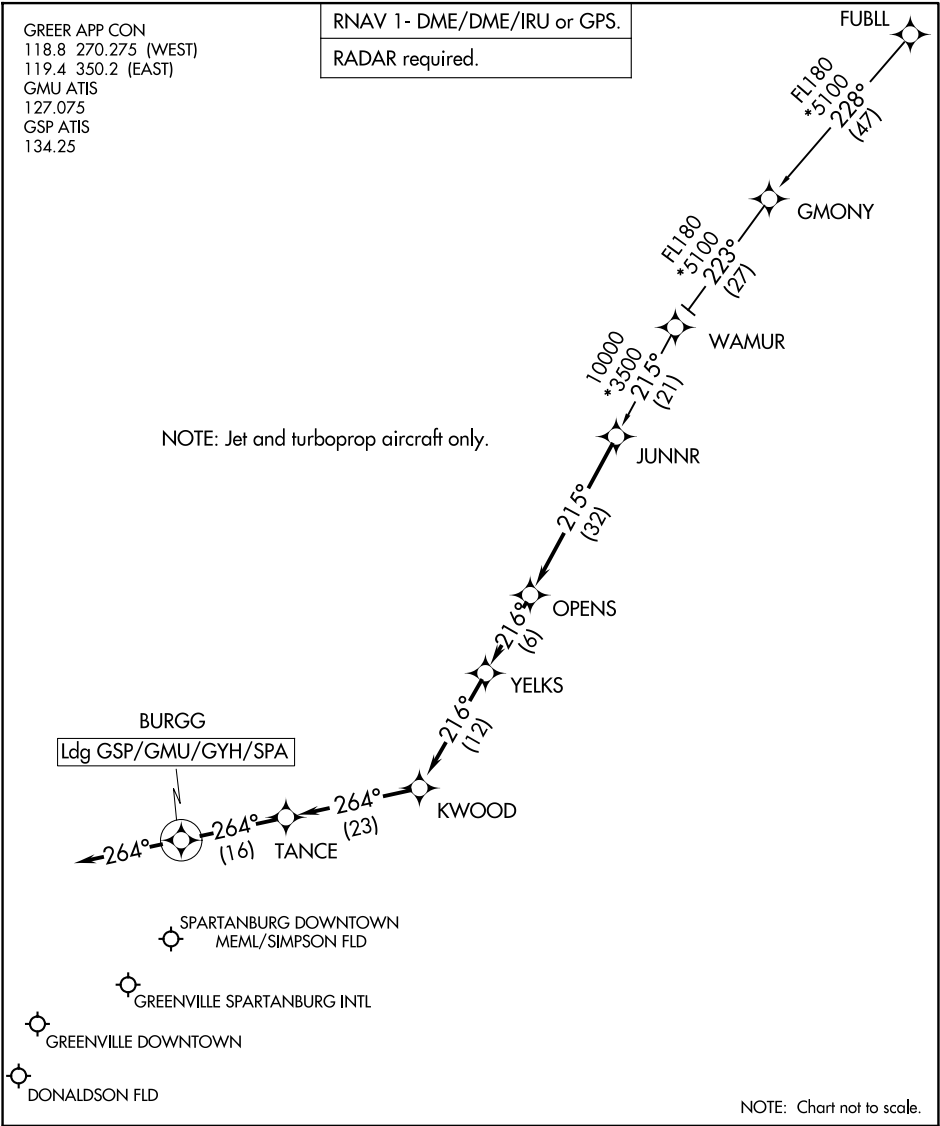 GREER APP CON
118.8 270.275 (WEST)
119.4 350.2 (EAST)
GMU ATIS
127.075
GSP ATIS
134.25
RNAV 1- DME/DME/IRU or GPS.
RADAR required.
FUBLL
FL180
*5100
228°
(47)
GMONY
FL180
*5100
223°
(27)
WAMUR
10000
*3500
215°
(21)
NOTE: Jet and turboprop aircraft only.
JUNNR
215°
(32)
OPENS
216°
(6)
YELKS
216°
(12)
KWOOD
264°
(23)
TANCE
264°
(16)
BURGG
Ldg GSP/GMU/GYH/SPA
264°
SPARTANBURG DOWNTOWN
MEML/SIMPSON FLD
GREENVILLE SPARTANBURG INTL
GREENVILLE DOWNTOWN
DONALDSON FLD
NOTE: Chart not to scale.